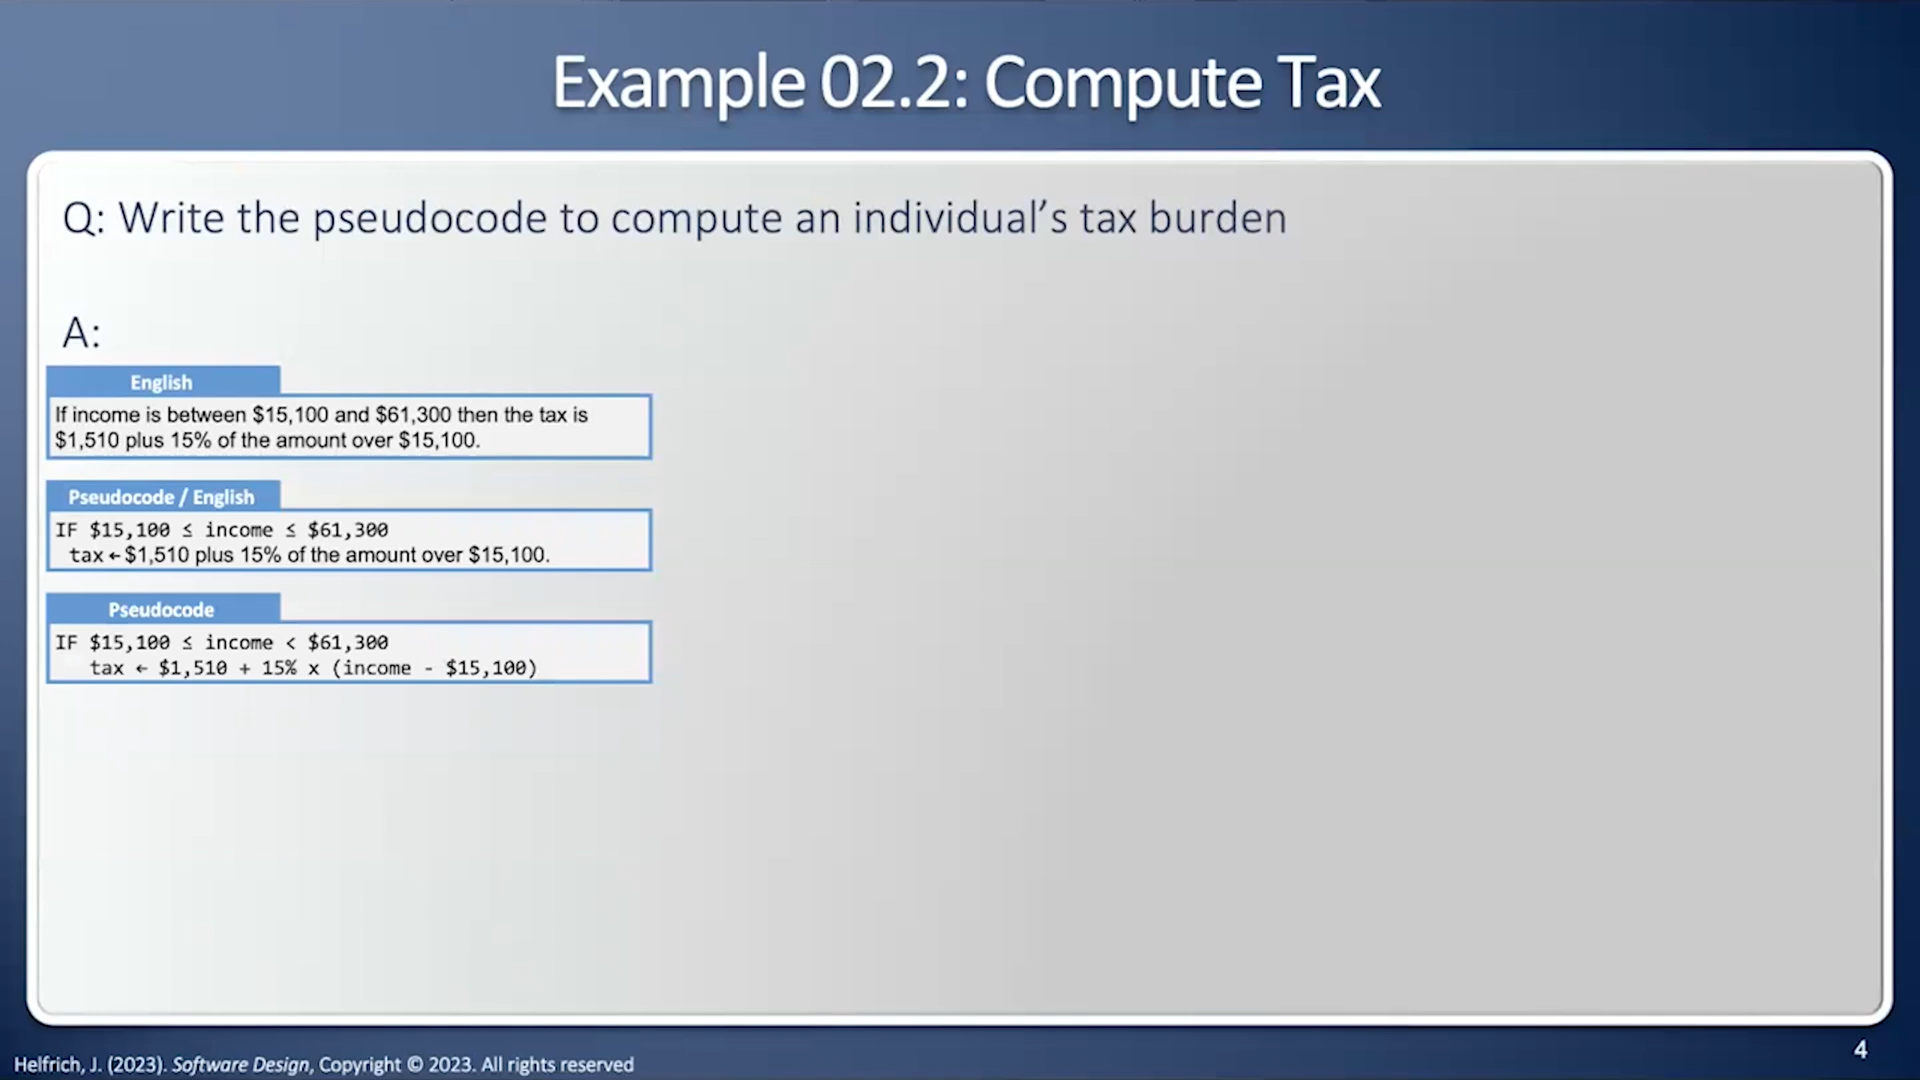 Example 02.2: Compute Tax
Q: Write the pseudocode to compute an individual’s tax burden
A:
English
If income is between $15,100 and $61,300 then the tax is
$1,510 plus 15% of the amount over $15,100.
Pseudocode / English
IF $15,100 ≤ income ≤ $61,300
tax ← $1,510 plus 15% of the amount over $15,100.
Pseudocode
IF $15,100 ≤ income < $61,300
tax ← $1,510 + 15% x (income - $15,100)
Helfrich, J. (2023). Software Design, Copyright © 2023. All rights reserved
4